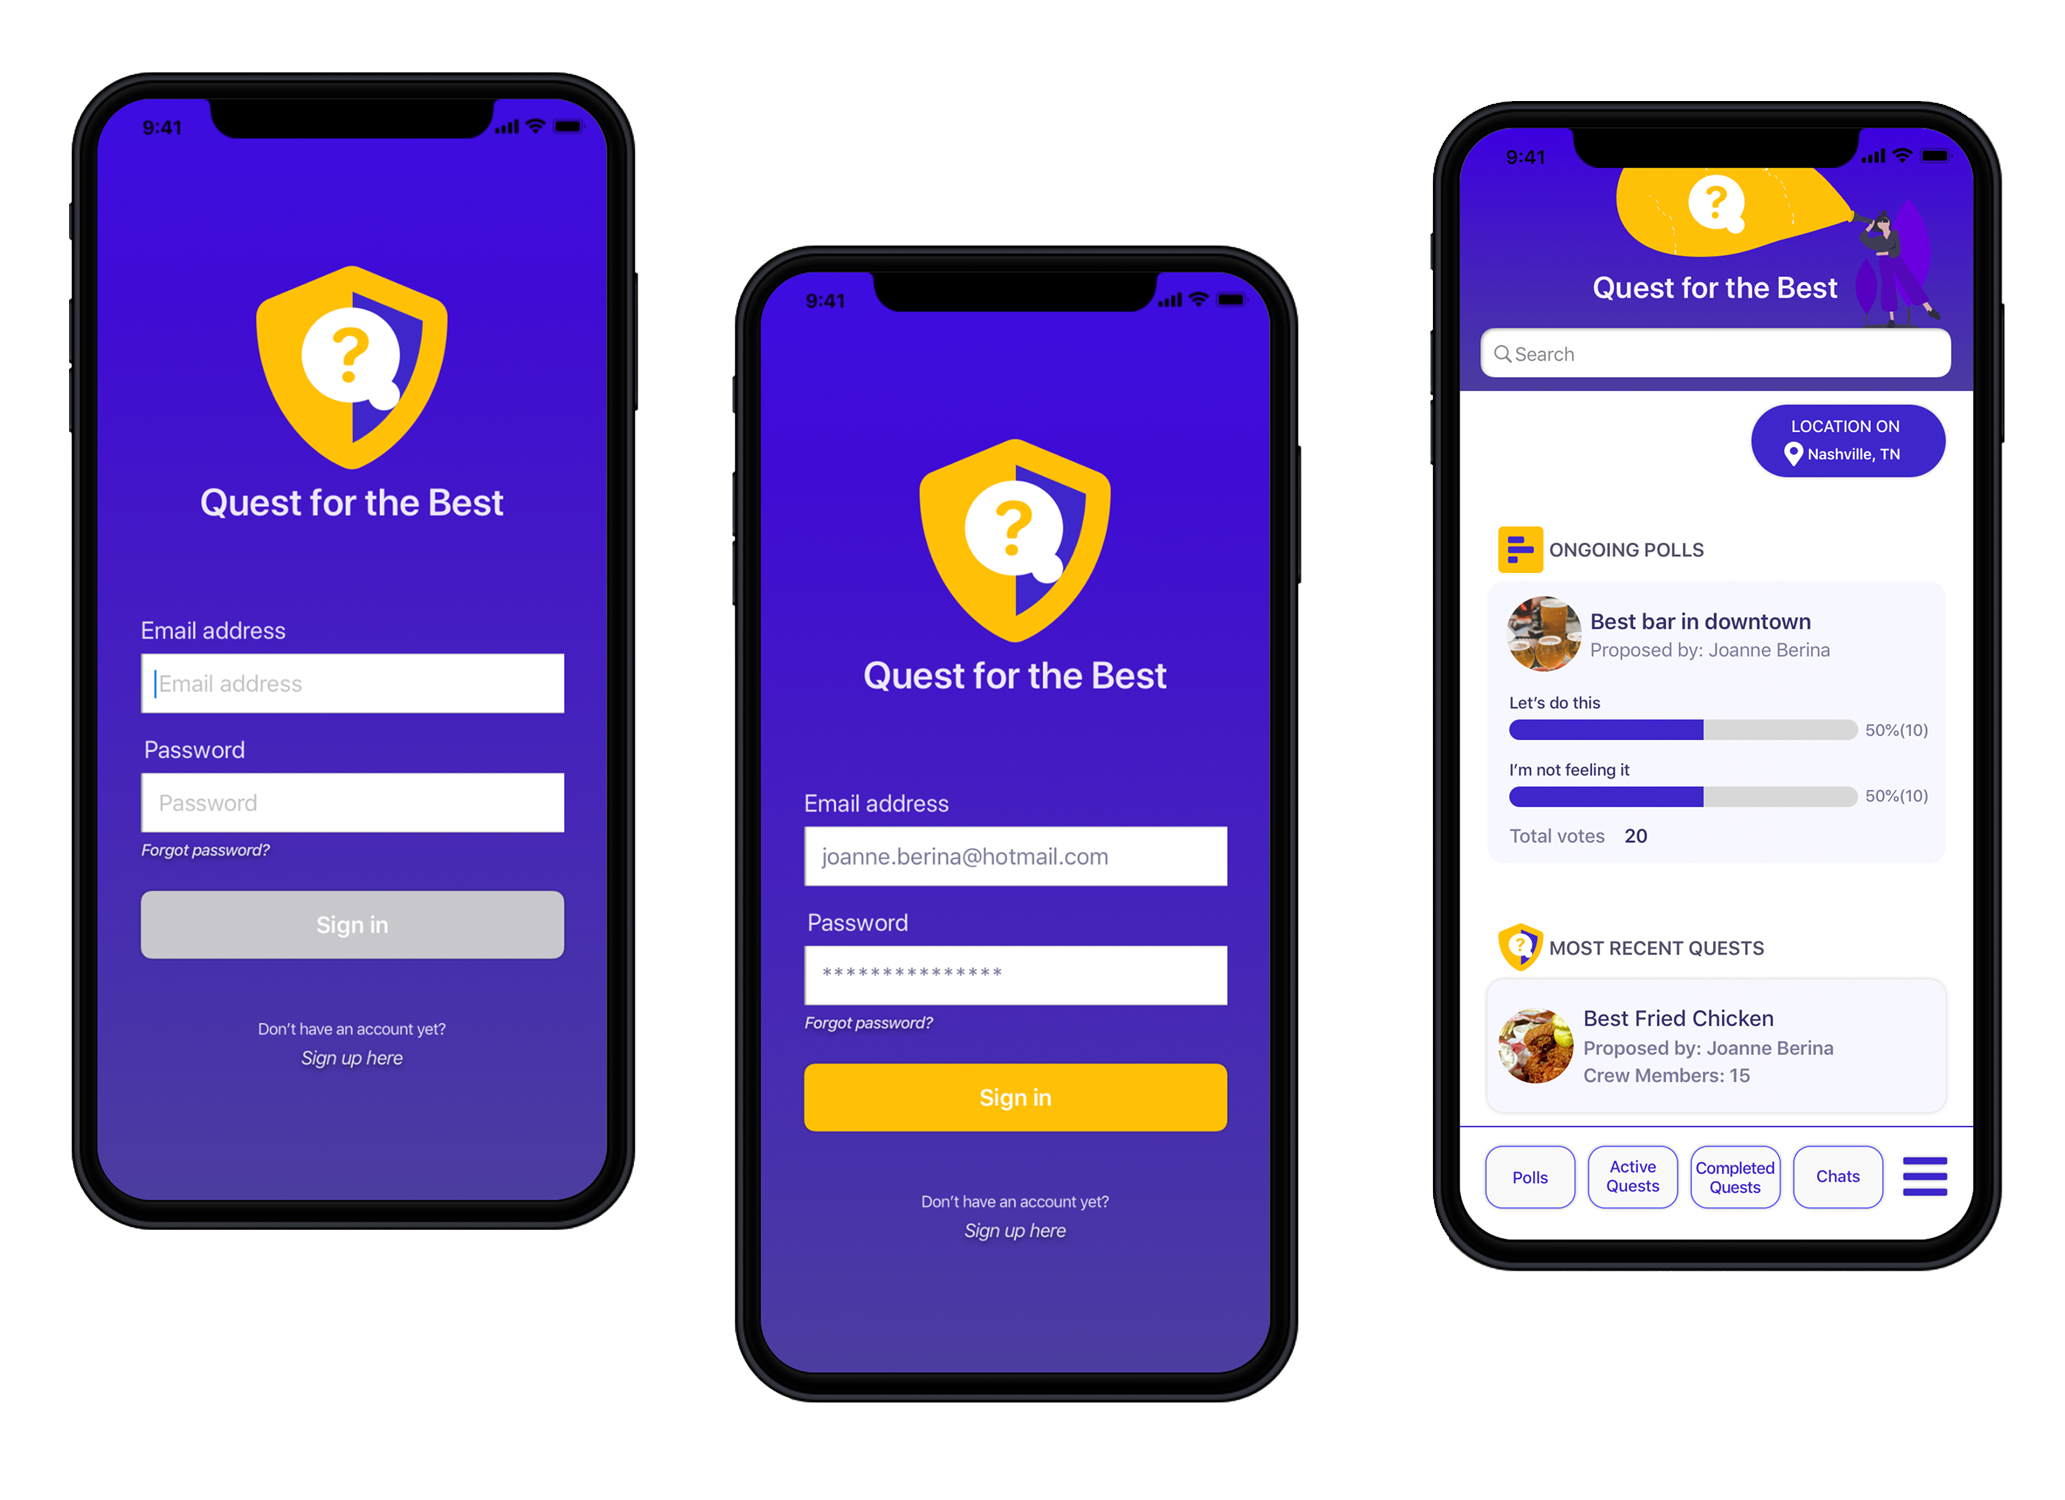 9:41
?
Quest for the Best
Email address
Email address
Password
Password
Forgot password?
Sign in
Don't have an account yet?
Sign up here
9:41
?
Quest for the Best
Email address
joanne.berina@hotmail.com
Password
***************
Forgot password?
Sign in
Don't have an account yet?
Sign up here
9:41
?
Quest for the Best
Search
LOCATION ON
Nashville, TN
ONGOING POLLS
Best bar in downtown
Proposed by: Joanne Berina
Let's do this
50%(10)
I'm not feeling it
50%(10)
Total votes 20
?
MOST RECENT QUESTS
Best Fried Chicken
Proposed by: Joanne Berina
Crew Members: 15
Polls
Active
Quests
Completed
Quests
Chats